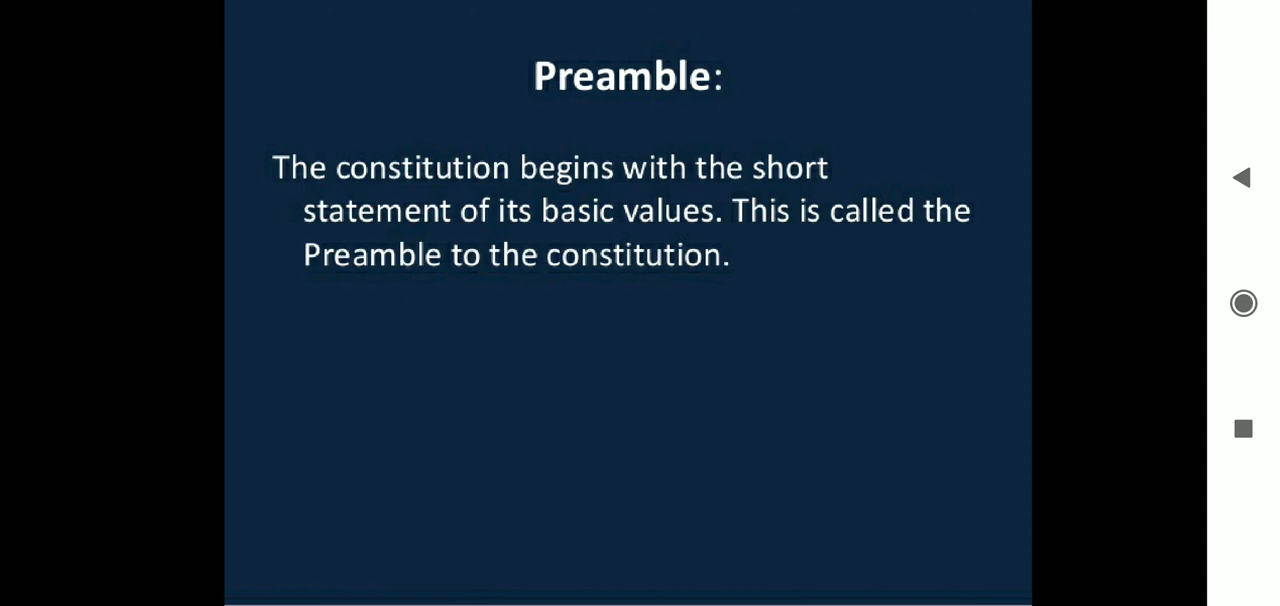 Preamble:
The constitution begins with the short
statement of its basic values. This is called the
Preamble to the constitution.